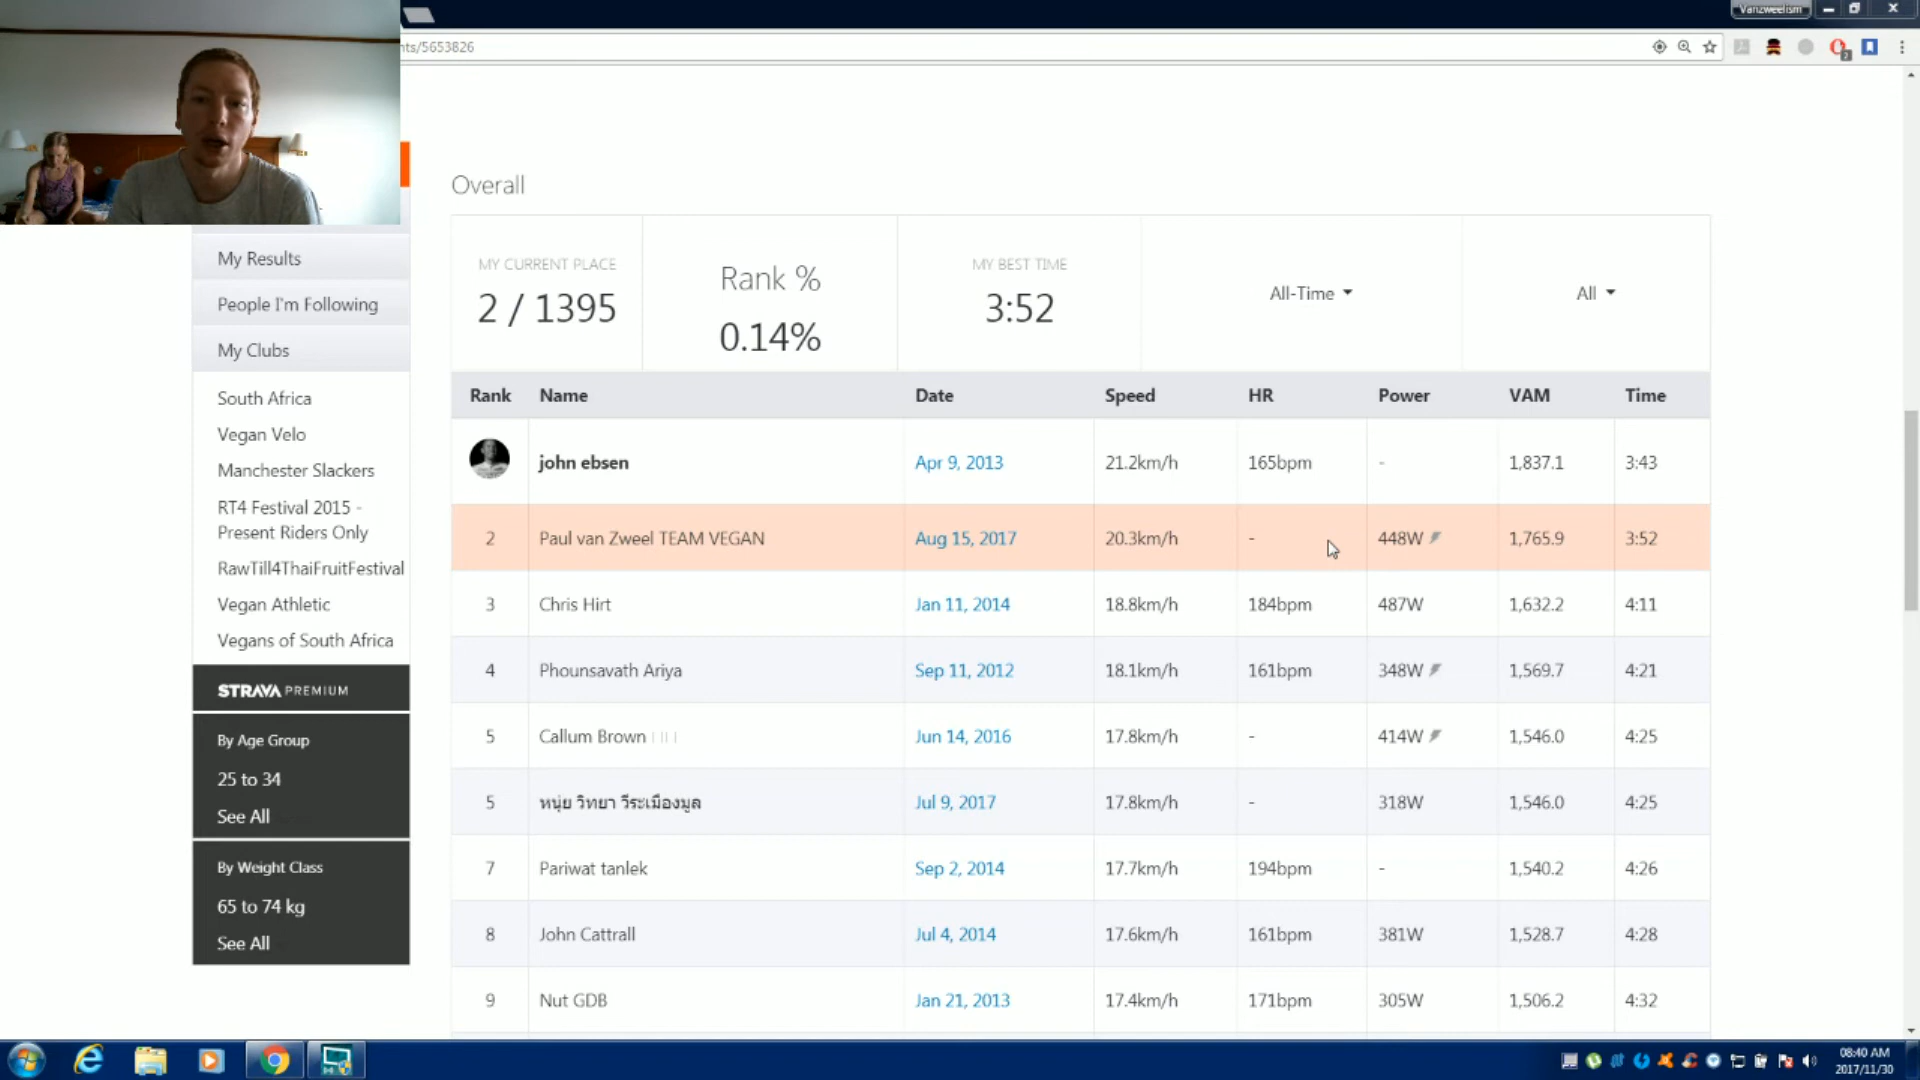 Vanzweelism
nts/5653826
Overall
MY CURRENT PLACE
2 / 1395
Rank %
0.14%
MY BEST TIME
3:52
All-Time
All
My Results
People I'm Following
My Clubs
South Africa
Vegan Velo
Manchester Slackers
RT4 Festival 2015 -
Present Riders Only
RawTill4ThaiFruitFestival
Vegan Athletic
Vegans of South Africa
STRAVA PREMIUM
By Age Group
25 to 34
See All
By Weight Class
65 to 74 kg
See All
Rank Name Date Speed HR Power VAM Time
john ebsen Apr 9, 2013 21.2km/h 165bpm - 1,837.1 3:43
2 Paul van Zweel TEAM VEGAN Aug 15, 2017 20.3km/h - 448W 1,765.9 3:52
3 Chris Hirt Jan 11, 2014 18.8km/h 184bpm 487W 1,632.2 4:11
4 Phounsavath Ariya Sep 11, 2012 18.1km/h 161bpm 348W 1,569.7 4:21
5 Callum Brown Jun 14, 2016 17.8km/h - 414W 1,546.0 4:25
5 หนุ่ย วิทยา วีระเมืองมูล Jul 9, 2017 17.8km/h - 318W 1,546.0 4:25
7 Pariwat tanlek Sep 2, 2014 17.7km/h 194bpm - 1,540.2 4:26
8 John Cattrall Jul 4, 2014 17.6km/h 161bpm 381W 1,528.7 4:28
9 Nut GDB Jan 21, 2013 17.4km/h 171bpm 305W 1,506.2 4:32
08:40 AM
2017/11/30